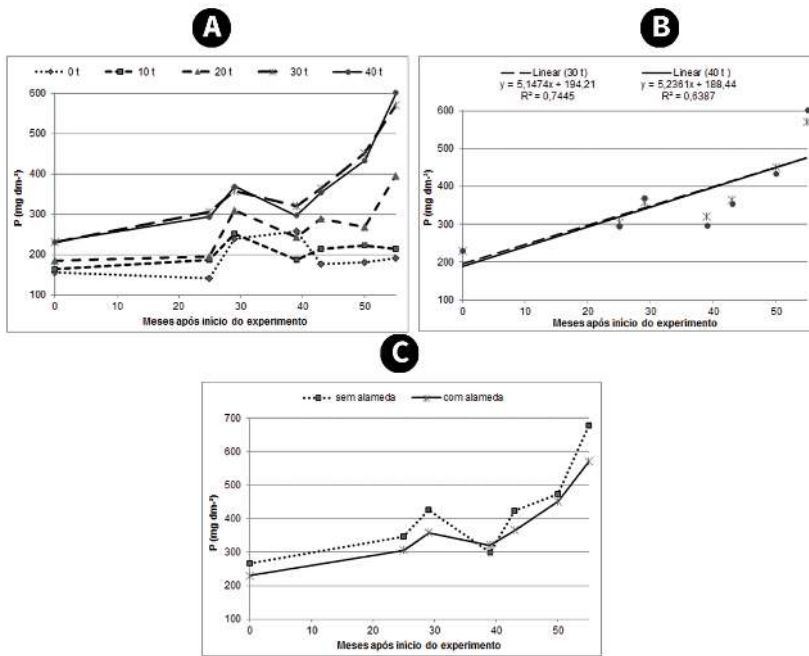 A
0 t 10 t 20 t 30 t 40 t
600
500
400
300
200
100
P (mg dm-³)
0 10 20 30 40 50
Meses após início do experimento
B
Linear (30 t) Linear (40 t )
y = 5,1474x + 194,21 y = 5,2361x + 188,44
R² = 0,7445 R² = 0,6387
600
500
400
300
200
100
P (mg dm-³)
0 10 20 30 40 50
Meses após início do experimento
C
sem alameda com alameda
700
600
500
400
300
200
100
P (mg dm-³)
0 10 20 30 40 50
Meses após início do experimento